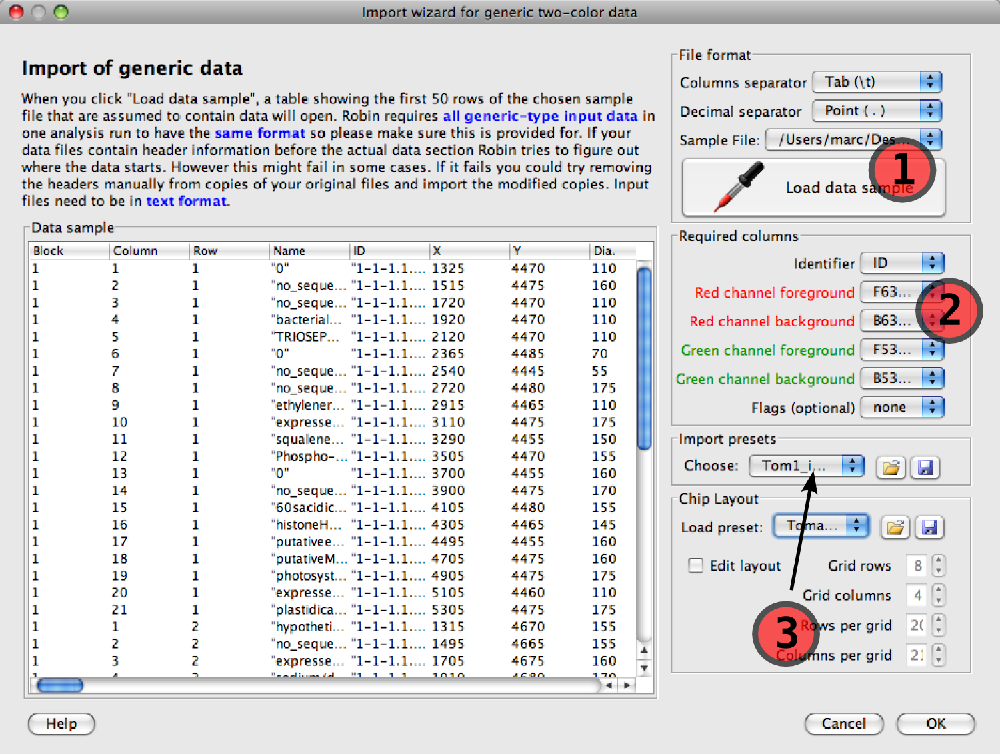 Import wizard for generic two-color data
Import of generic data
When you click "Load data sample", a table showing the first 50 rows of the chosen sample
file that are assumed to contain data will open. Robin requires all generic-type input data in
one analysis run to have the same format so please make sure this is provided for. If your
data files contain header information before the actual data section Robin tries to figure out
where the data starts. However this might fail in some cases. If it fails you could try removing
the headers manually from copies of your original files and import the modified copies. Input
files need to be in text format.
Data sample
Block Column Row Name ID X Y Dia.
1 1 1 "0" "1-1-1.1.... 1325 4470 110
1 2 1 "no_seque... "1-1-1.1.... 1515 4475 160
1 3 1 "no_seque... "1-1-1.1.... 1720 4470 110
1 4 1 "bacterial... "1-1-1.1.... 1920 4470 110
1 5 1 "TRIOSEP... "1-1-1.1.... 2120 4470 110
1 6 1 "0" "1-1-1.1.... 2365 4485 70
1 7 1 "no_seque... "1-1-1.1.... 2540 4445 55
1 8 1 "no_seque... "1-1-1.1.... 2720 4480 175
1 9 1 "ethylener... "1-1-1.1.... 2915 4465 110
1 10 1 "expresse... "1-1-1.1.... 3110 4475 175
1 11 1 "squalene... "1-1-1.1.... 3290 4455 150
1 12 1 "Phospho-... "1-1-1.1.... 3505 4470 155
1 13 1 "0" "1-1-1.1.... 3700 4455 160
1 14 1 "no_seque... "1-1-1.1.... 3900 4475 170
1 15 1 "60sacidic... "1-1-1.1.... 4105 4480 155
1 16 1 "histoneH... "1-1-1.1.... 4305 4465 145
1 17 1 "putativee... "1-1-1.1.... 4495 4455 160
1 18 1 "putativeM... "1-1-1.1.... 4705 4475 160
1 19 1 "photosyst... "1-1-1.1.... 4905 4475 175
1 20 1 "expresse... "1-1-1.1.... 5105 4460 110
1 21 1 "plastidica... "1-1-1.1.... 5305 4475 175
1 1 2 "hypotheti... "1-1-1.1.... 1315 4670 155
1 2 2 "no_seque... "1-1-1.1.... 1495 4665 155
1 3 2 "expresse... "1-1-1.1.... 1705 4675 160
1 4 2 "sodium/d... "1-1-1.1.... 1910 4680 170
File format
Columns separator Tab (\t)
Decimal separator Point ( . )
Sample File: /Users/marc/Des...
Load data sample
1
Required columns
Identifier ID
Red channel foreground F63...
Red channel background B63...
2
Green channel foreground F53...
Green channel background B53...
Flags (optional) none
Import presets
Choose: Tom1_i...
Chip Layout
Load preset: Toma...
Edit layout Grid rows 8
Grid columns 4
3
Rows per grid 20
Columns per grid 21
Help Cancel OK